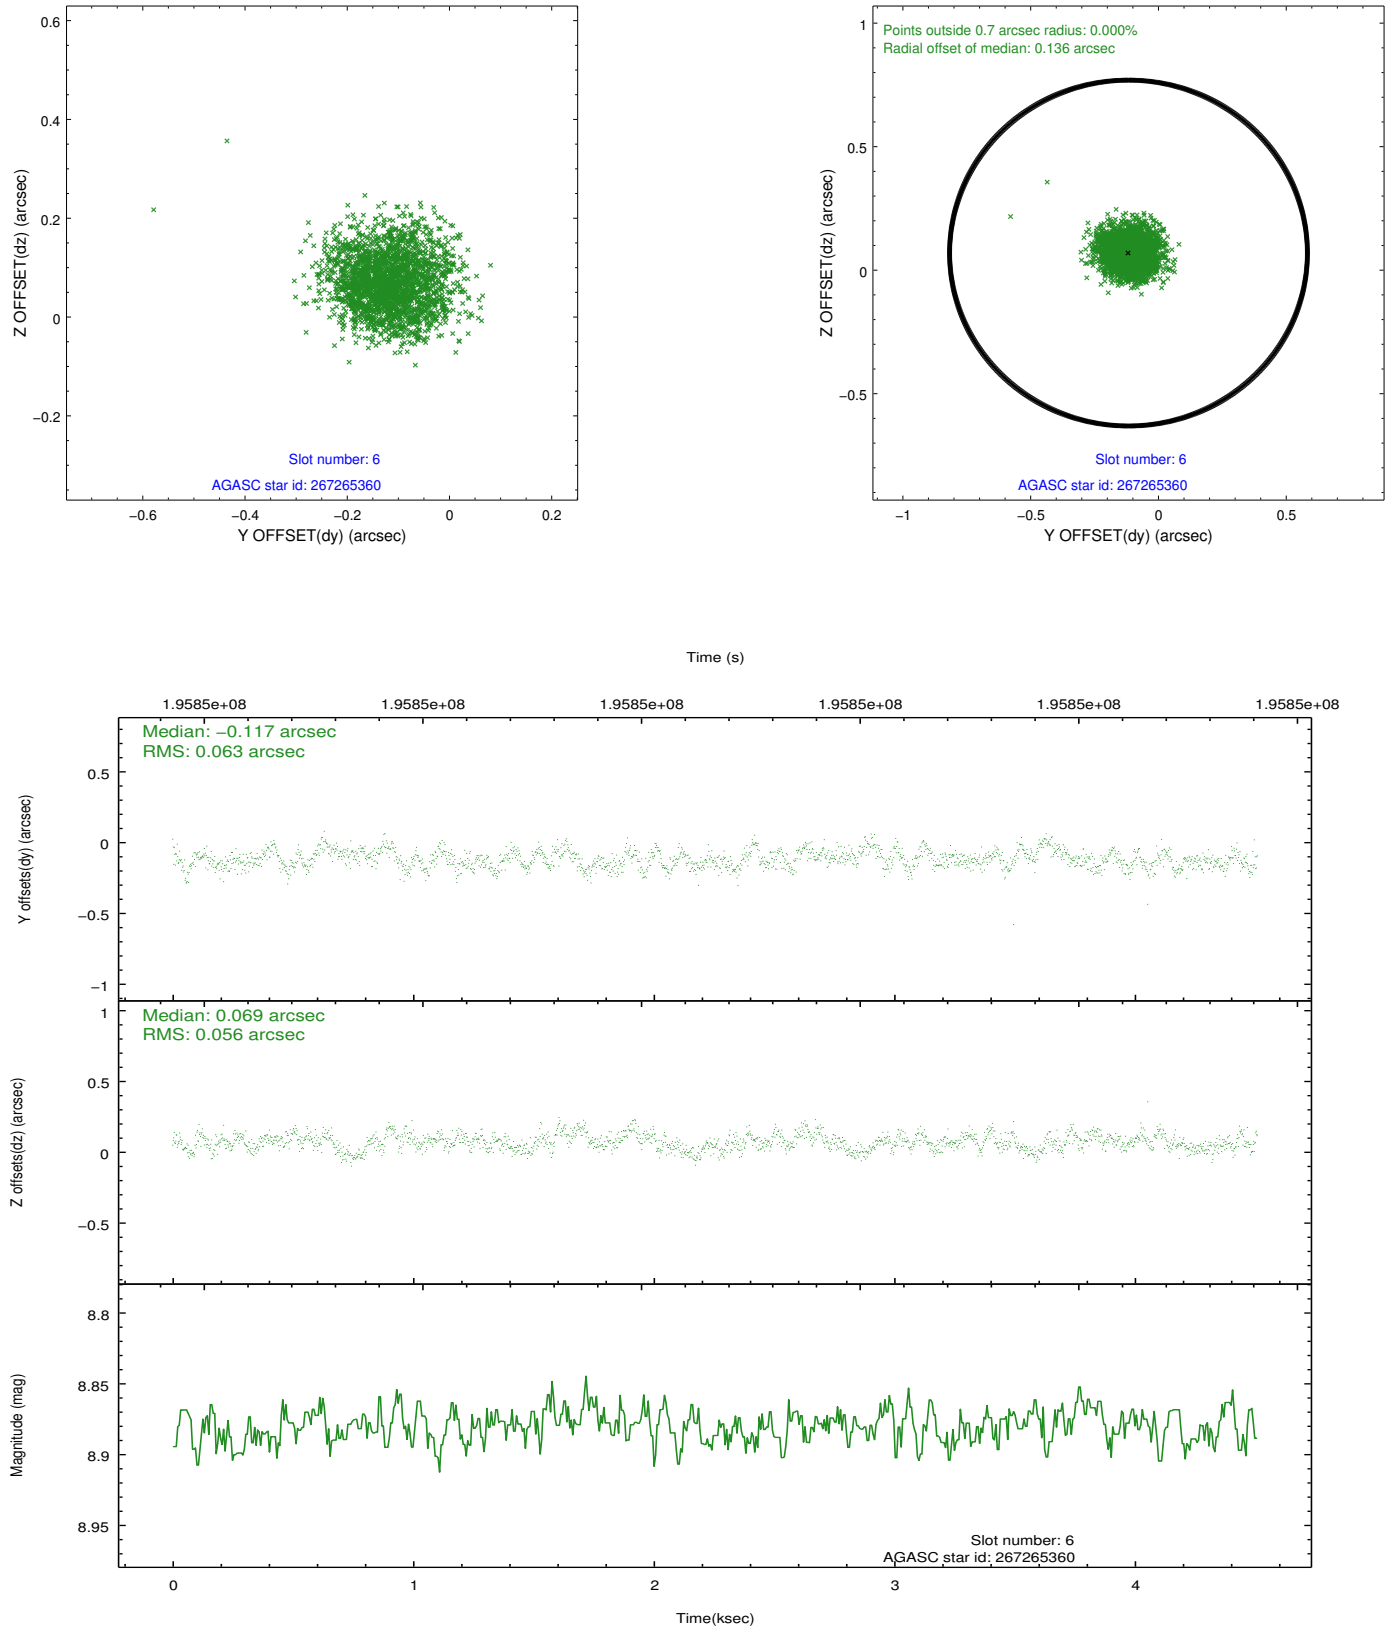 0.6
0.4
0.2
0
−0.2
Z OFFSET(dz) (arcsec)
Slot number: 6
AGASC star id: 267265360
−0.6 −0.4 −0.2 0 0.2
Y OFFSET(dy) (arcsec)
Points outside 0.7 arcsec radius: 0.000%
Radial offset of median: 0.136 arcsec
1
0.5
0
−0.5
Z OFFSET(dz) (arcsec)
Slot number: 6
AGASC star id: 267265360
−1 −0.5 0 0.5
Y OFFSET(dy) (arcsec)
Time (s)
1.9585e+08 1.9585e+08 1.9585e+08 1.9585e+08 1.9585e+08 1.9585e+08
Median: −0.117 arcsec
RMS: 0.063 arcsec
0.5
0
−0.5
−1
Y offsets(dy) (arcsec)
Median: 0.069 arcsec
RMS: 0.056 arcsec
1
0.5
0
−0.5
Z offsets(dz) (arcsec)
8.8
8.85
8.9
8.95
Magnitude (mag)
Slot number: 6
AGASC star id: 267265360
0 1 2 3 4
Time(ksec)